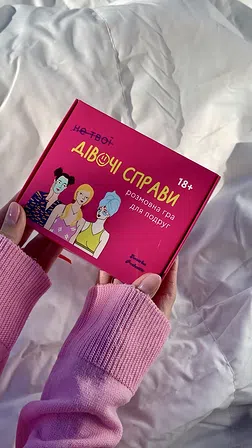 не твої
ДІВОЧІ СПРАВИ
18+
розмовна гра
для подруг